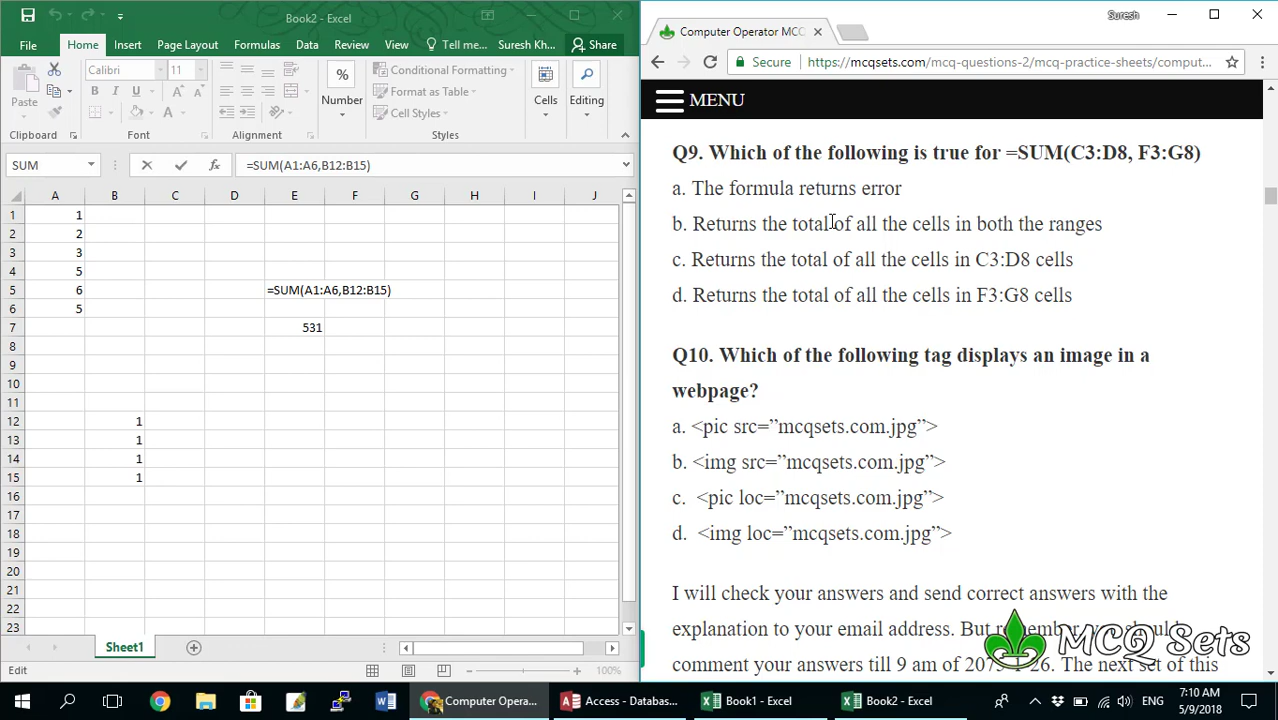 Book2 - Excel
File Home Insert Page Layout Formulas Data Review View Tell me... Suresh Kh... Share
Paste
Calibri 11
B I U
%
Number
Conditional Formatting
Format as Table
Cell Styles
Cells
Editing
Clipboard Font Alignment Styles
SUM fx =SUM(A1:A6,B12:B15)
A B C D E F G H I J
1 1
2 2
3 3
4 5
5 6 =SUM(A1:A6,B12:B15)
6 5
7 531
8
9
10
11
12 1
13 1
14 1
15 1
16
17
18
19
20
21
22
23
Sheet1
Edit 100%
Suresh
Computer Operator MCC
Secure https://mcqsets.com/mcq-questions-2/mcq-practice-sheets/comput...
MENU
Q9. Which of the following is true for =SUM(C3:D8, F3:G8)
a. The formula returns error
b. Returns the total of all the cells in both the ranges
c. Returns the total of all the cells in C3:D8 cells
d. Returns the total of all the cells in F3:G8 cells
Q10. Which of the following tag displays an image in a
webpage?
a. <pic src=”mcqsets.com.jpg”>
b. <img src=”mcqsets.com.jpg”>
c. <pic loc=”mcqsets.com.jpg”>
d. <img loc=”mcqsets.com.jpg”>
I will check your answers and send correct answers with the
explanation to your email address. But
comment your answers till 9 am of
The next set of this
MCQ Sets
Computer Opera... Access - Databas... Book1 - Excel Book2 - Excel ENG 7:10 AM
5/9/2018